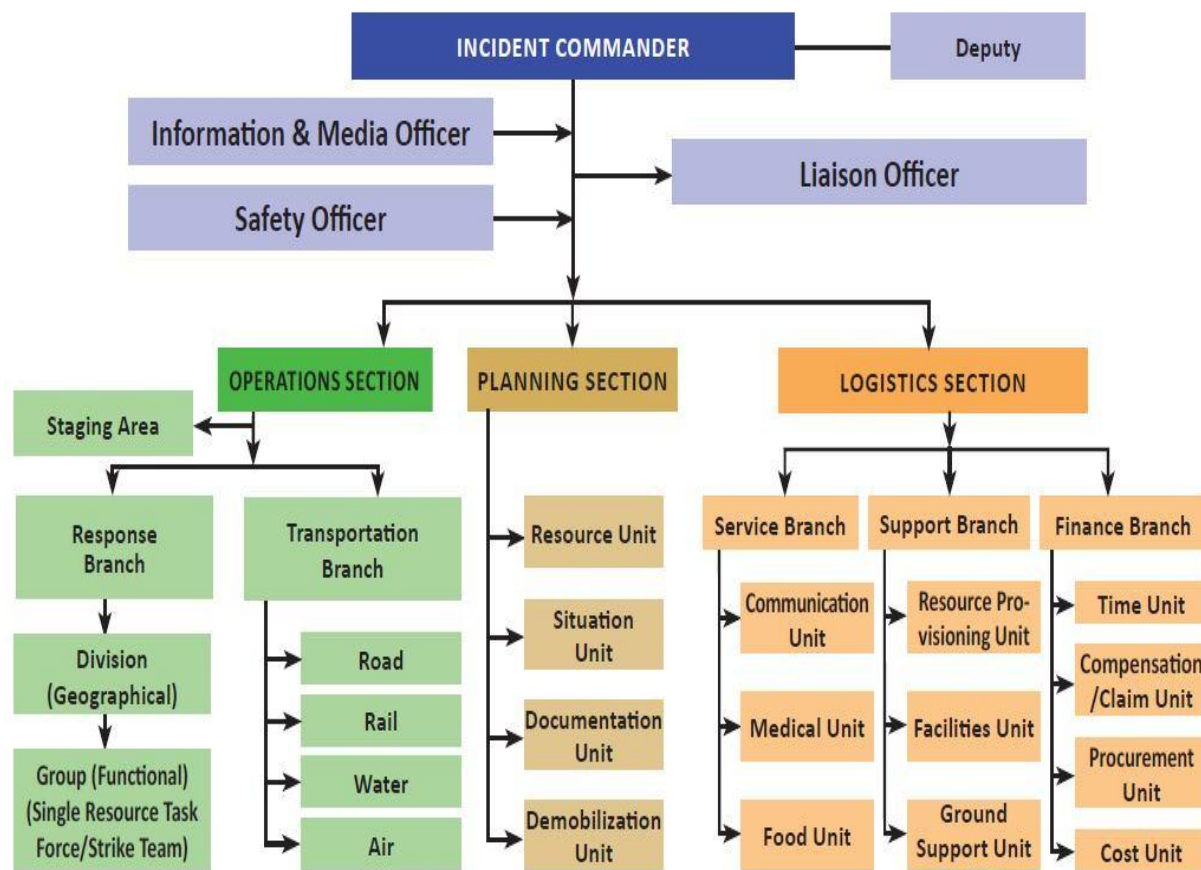 INCIDENT COMMANDER
Deputy
Information & Media Officer
Liaison Officer
Safety Officer
OPERATIONS SECTION
PLANNING SECTION
LOGISTICS SECTION
Staging Area
Response
Branch
Transportation
Branch
Division
(Geographical)
Group (Functional)
(Single Resource Task
Force/Strike Team)
Road
Rail
Water
Air
Resource Unit
Situation
Unit
Documentation
Unit
Demobilization
Unit
Service Branch
Communication
Unit
Medical Unit
Food Unit
Support Branch
Resource Pro-
visioning Unit
Facilities Unit
Ground
Support Unit
Finance Branch
Time Unit
Compensation
/Claim Unit
Procurement
Unit
Cost Unit